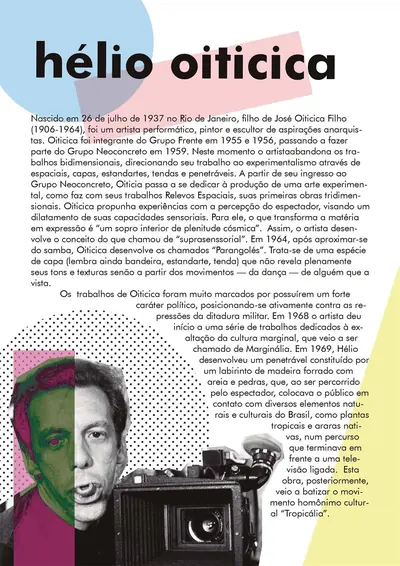 hélio oiticica
Nascido em 26 de julho de 1937 no Rio de Janeiro, filho de José Oiticica Filho
(1906-1964), foi um artista performático, pintor e escultor de aspirações anarquis-
tas. Oiticica foi integrante do Grupo Frente em 1955 e 1956, passando a fazer
parte do Grupo Neoconcreto em 1959. Neste momento o artistaabandona os tra-
balhos bidimensionais, direcionando seu trabalho ao experimentalismo através de
espaciais, capas, estandartes, tendas e penetráveis. A partir de seu ingresso ao
Grupo Neoconcreto, Oiticia passa a se dedicar à produção de uma arte experimen-
tal, como faz com seus trabalhos Relevos Espaciais, suas primeiras obras tridimen-
sionais. Oiticica propunha experiências com a percepção do espectador, visando um
dilatamento de suas capacidades sensoriais. Para ele, o que transforma a matéria
em expressão é "um sopro interior de plenitude cósmica".  Assim, o artista desen-
volve o conceito do que chamou de "suprasenssorial". Em 1964, após aproximar-se
do samba, Oiticica desenvolve os chamados "Parangolés". Trata-se de uma espécie
de capa (lembra ainda bandeira, estandarte, tenda) que não revela plenamente
seus tons e texturas senão a partir dos movimentos — da dança — de alguém que a
vista.
Os  trabalhos de Oiticica foram muito marcados por possuírem um forte
caráter político, posicionando-se ativamente contra as re-
pressões da ditadura militar. Em 1968 o artista deu
início a uma série de trabalhos dedicados à ex-
altação da cultura marginal, que veio a ser
chamado de Marginália. Em 1969, Hélio
desenvolveu um penetrável constituído por
um labirinto de madeira forrado com
areia e pedras, que, ao ser percorrido
pelo espectador, colocava o público em
contato com diversos elementos natu-
rais e culturais do Brasil, como plantas
tropicais e araras nati-
vas, num percurso
que terminava em
frente a uma tele-
visão ligada.  Esta
obra, posteriormente,
veio a batizar o movi-
mento homônimo cultur-
al "Tropicália".